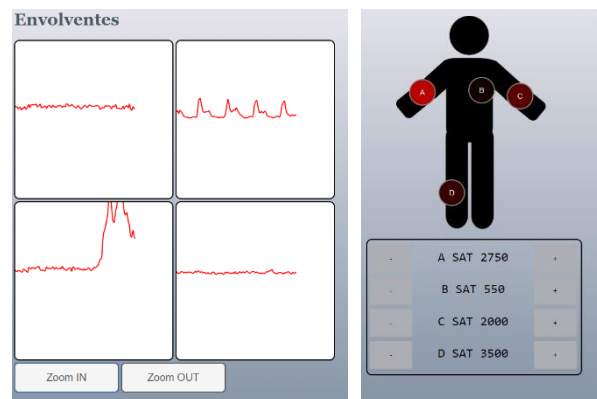 Envolventes
Zoom IN
Zoom OUT
A
B
C
D
- A SAT 2750 +
- B SAT 550 +
- C SAT 2000 +
- D SAT 3500 +